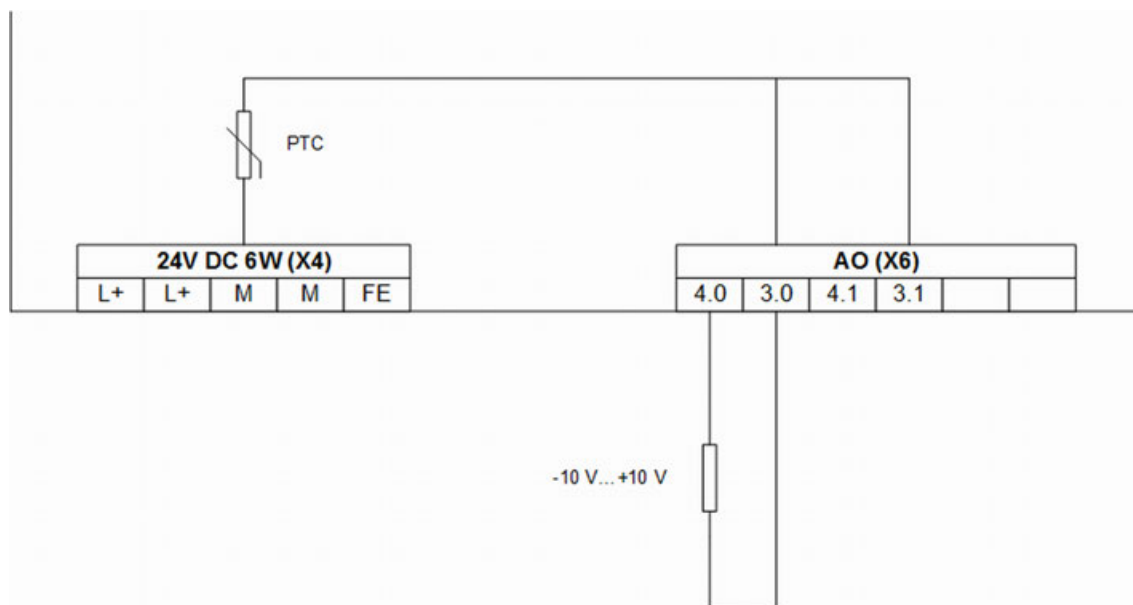 PTC
24V DC 6W (X4)
L+ L+ M M FE
AO (X6)
4.0 3.0 4.1 3.1
-10 V... +10 V